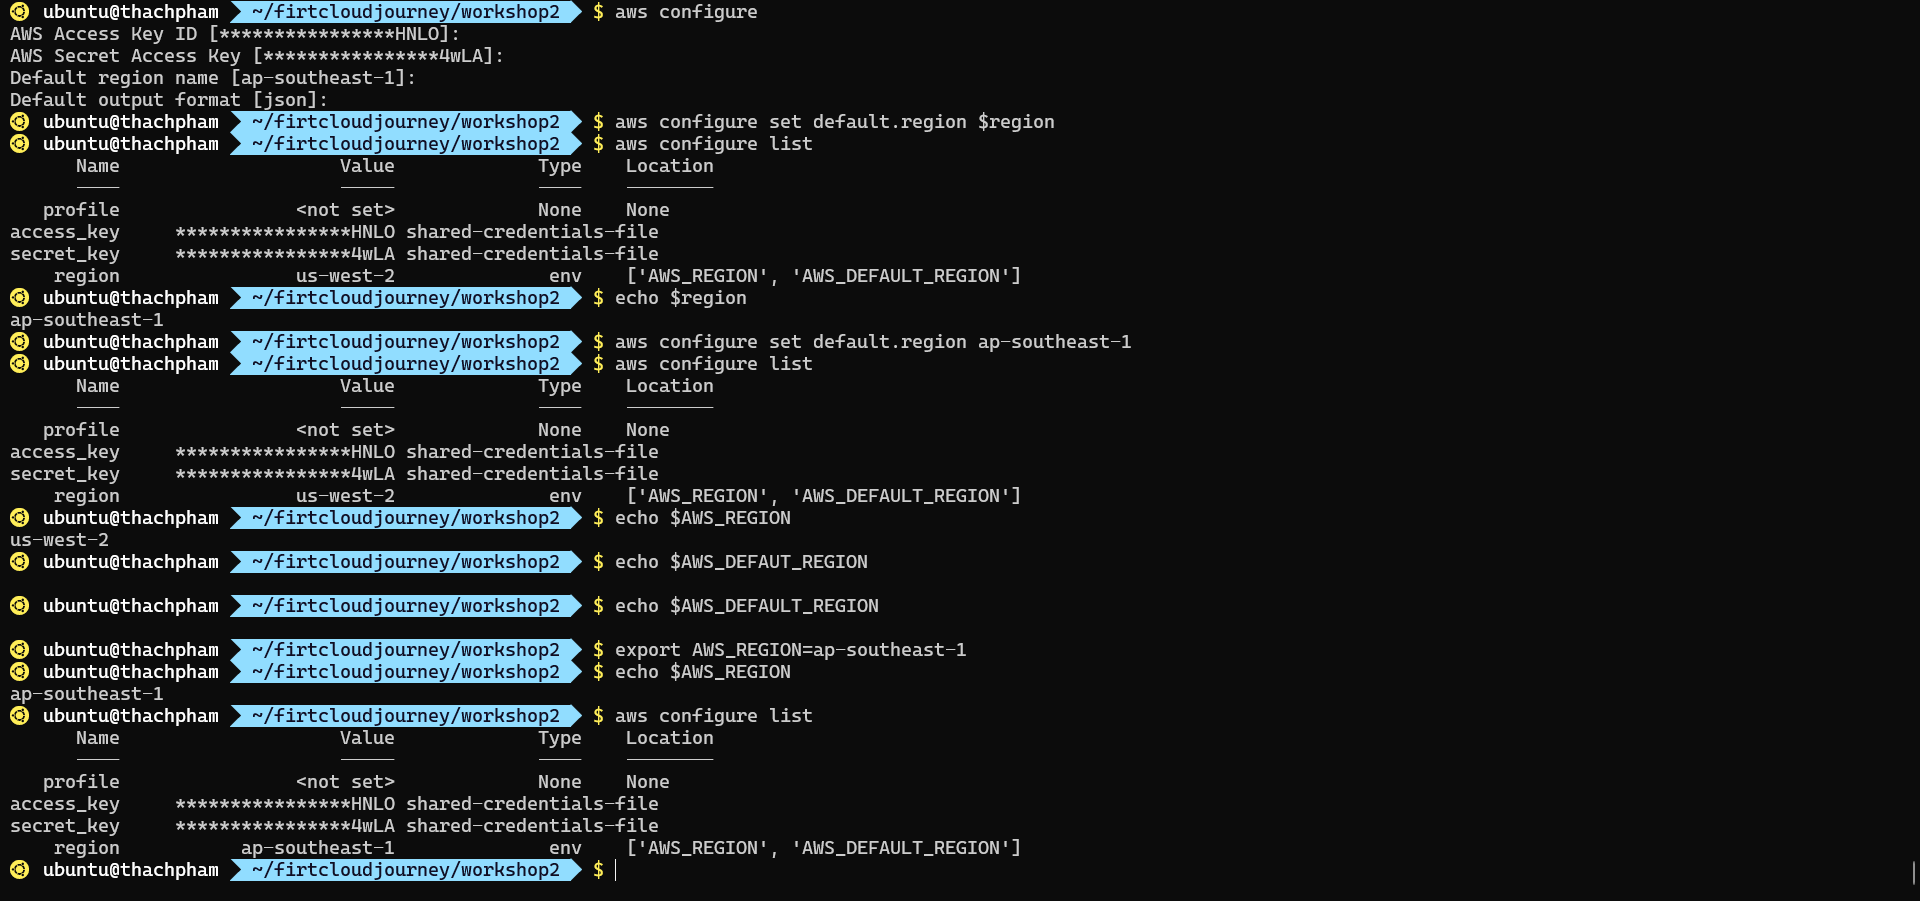 ubuntu@thachpham ~/firtcloudjourney/workshop2 $ aws configure
AWS Access Key ID [****************HNLO]:
AWS Secret Access Key [****************4wLA]:
Default region name [ap-southeast-1]:
Default output format [json]:
ubuntu@thachpham ~/firtcloudjourney/workshop2 $ aws configure set default.region $region
ubuntu@thachpham ~/firtcloudjourney/workshop2 $ aws configure list
Name Value Type Location
---- ----- ---- --------
profile <not set> None None
access_key ****************HNLO shared-credentials-file
secret_key ****************4wLA shared-credentials-file
region us-west-2 env ['AWS_REGION', 'AWS_DEFAULT_REGION']
ubuntu@thachpham ~/firtcloudjourney/workshop2 $ echo $region
ap-southeast-1
ubuntu@thachpham ~/firtcloudjourney/workshop2 $ aws configure set default.region ap-southeast-1
ubuntu@thachpham ~/firtcloudjourney/workshop2 $ aws configure list
Name Value Type Location
---- ----- ---- --------
profile <not set> None None
access_key ****************HNLO shared-credentials-file
secret_key ****************4wLA shared-credentials-file
region us-west-2 env ['AWS_REGION', 'AWS_DEFAULT_REGION']
ubuntu@thachpham ~/firtcloudjourney/workshop2 $ echo $AWS_REGION
us-west-2
ubuntu@thachpham ~/firtcloudjourney/workshop2 $ echo $AWS_DEFAUT_REGION
ubuntu@thachpham ~/firtcloudjourney/workshop2 $ echo $AWS_DEFAULT_REGION
ubuntu@thachpham ~/firtcloudjourney/workshop2 $ export AWS_REGION=ap-southeast-1
ubuntu@thachpham ~/firtcloudjourney/workshop2 $ echo $AWS_REGION
ap-southeast-1
ubuntu@thachpham ~/firtcloudjourney/workshop2 $ aws configure list
Name Value Type Location
---- ----- ---- --------
profile <not set> None None
access_key ****************HNLO shared-credentials-file
secret_key ****************4wLA shared-credentials-file
region ap-southeast-1 env ['AWS_REGION', 'AWS_DEFAULT_REGION']
ubuntu@thachpham ~/firtcloudjourney/workshop2 $